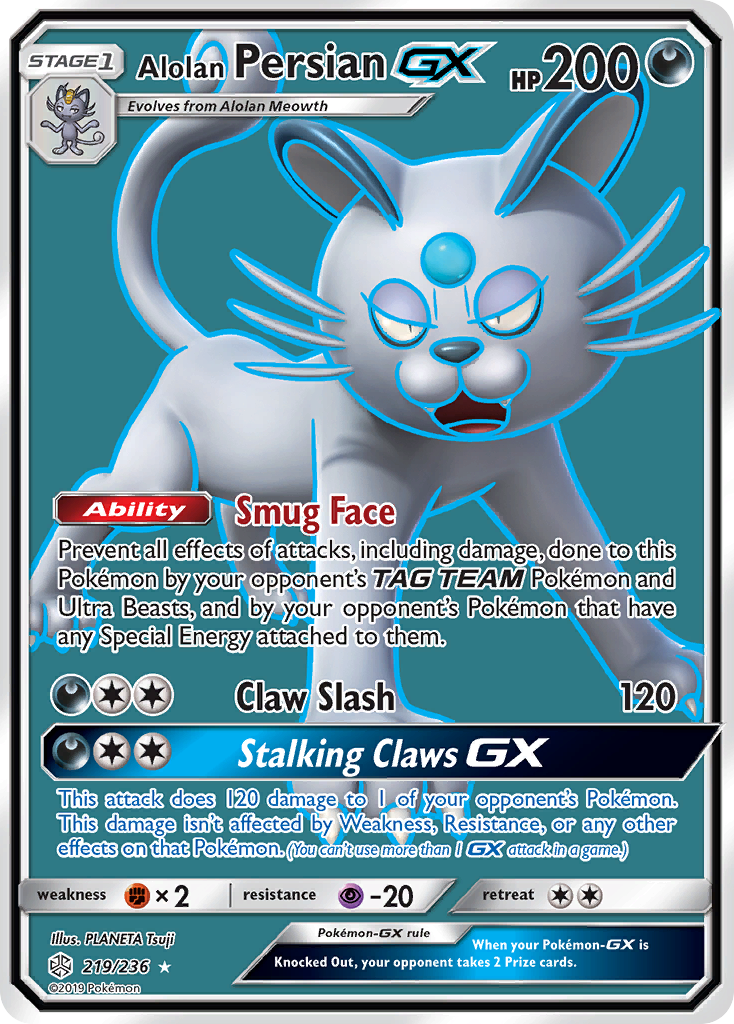 STAGE1 Alolan Persian GX HP200
Evolves from Alolan Meowth
Ability Smug Face
Prevent all effects of attacks, including damage, done to this
Pokémon by your opponent's TAG TEAM Pokémon and
Ultra Beasts, and by your opponent's Pokémon that have
any Special Energy attached to them.
Claw Slash 120
Stalking Claws GX
This attack does 120 damage to 1 of your opponent's Pokémon.
This damage isn't affected by Weakness, Resistance, or any other
effects on that Pokémon. (You can't use more than 1 GX attack in a game.)
weakness ×2 resistance -20 retreat
Illus. PLANETA Tsuji
219/236
©2019 Pokémon
Pokémon-GX rule
When your Pokémon-GX is
Knocked Out, your opponent takes 2 Prize cards.